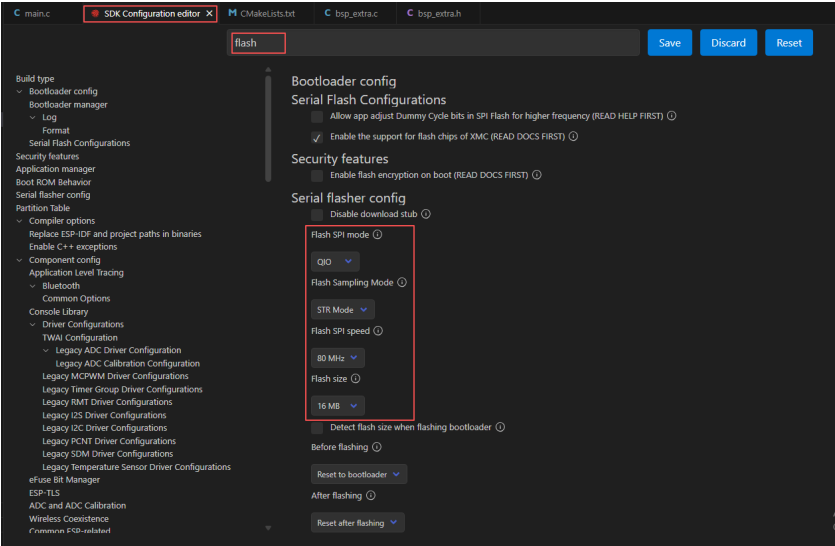 main.c
SDK Configuration editor
CMakeLists.txt
bsp_extra.c
bsp_extra.h
flash
Save
Discard
Reset
Build type
Bootloader config
Bootloader manager
Log
Format
Serial Flash Configurations
Security features
Application manager
Boot ROM Behavior
Serial flasher config
Partition Table
Compiler options
Replace ESP-IDF and project paths in binaries
Enable C++ exceptions
Component config
Application Level Tracing
Bluetooth
Common Options
Console Library
Driver Configurations
TWAI Configuration
Legacy ADC Driver Configuration
Legacy ADC Calibration Configuration
Legacy MCPWM Driver Configurations
Legacy Timer Group Driver Configurations
Legacy RMT Driver Configurations
Legacy I2S Driver Configurations
Legacy I2C Driver Configurations
Legacy PCNT Driver Configurations
Legacy SDM Driver Configurations
Legacy Temperature Sensor Driver Configurations
eFuse Bit Manager
ESP-TLS
ADC and ADC Calibration
Wireless Coexistence
Common ESP-related
Bootloader config
Serial Flash Configurations
Allow app adjust Dummy Cycle bits in SPI Flash for higher frequency (READ HELP FIRST)
Enable the support for flash chips of XMC (READ DOCS FIRST)
Security features
Enable flash encryption on boot (READ DOCS FIRST)
Serial flasher config
Disable download stub
Flash SPI mode
QIO
Flash Sampling Mode
STR Mode
Flash SPI speed
80 MHz
Flash size
16 MB
Detect flash size when flashing bootloader
Before flashing
Reset to bootloader
After flashing
Reset after flashing